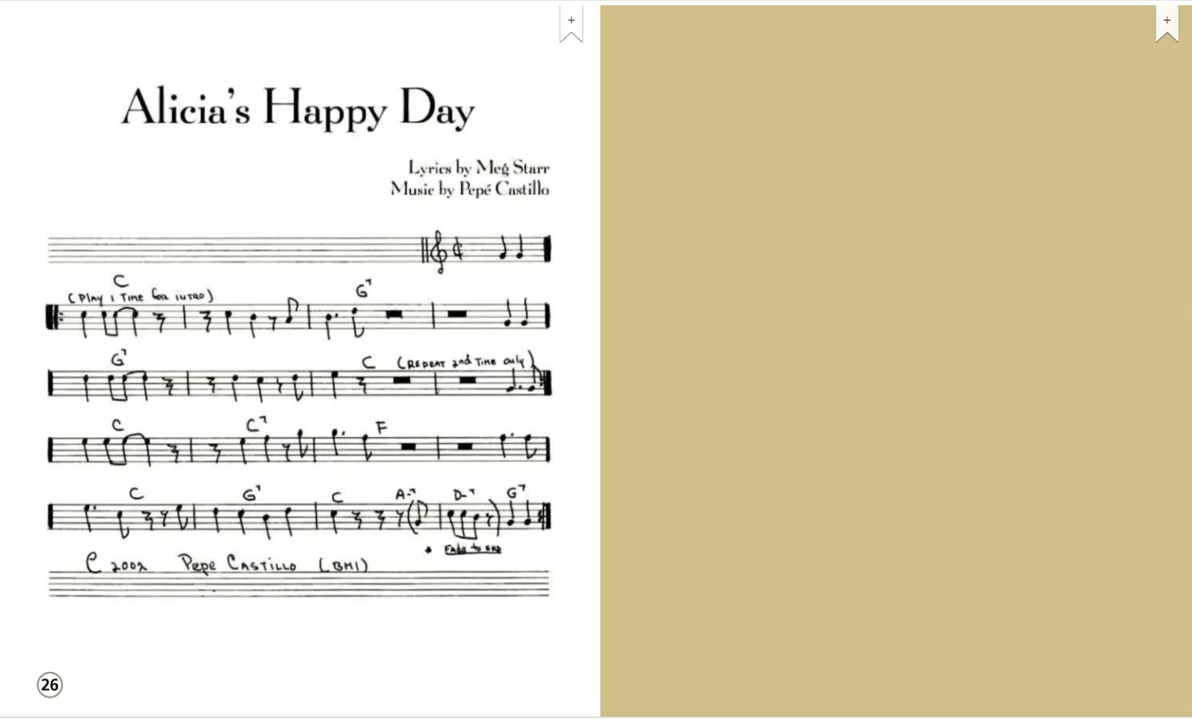 +
+
Alicia's Happy Day
Lyrics by Meg Starr
Music by Pepé Castillo
C
(Play 1 Time for intro)
G7
G7
C
(REPEAT 2nd Time only)
C
C7
F
C
G7
C
A-7
D-7
G7
* Fade to end
© 2002 Pepe Castillo (BMI)
26